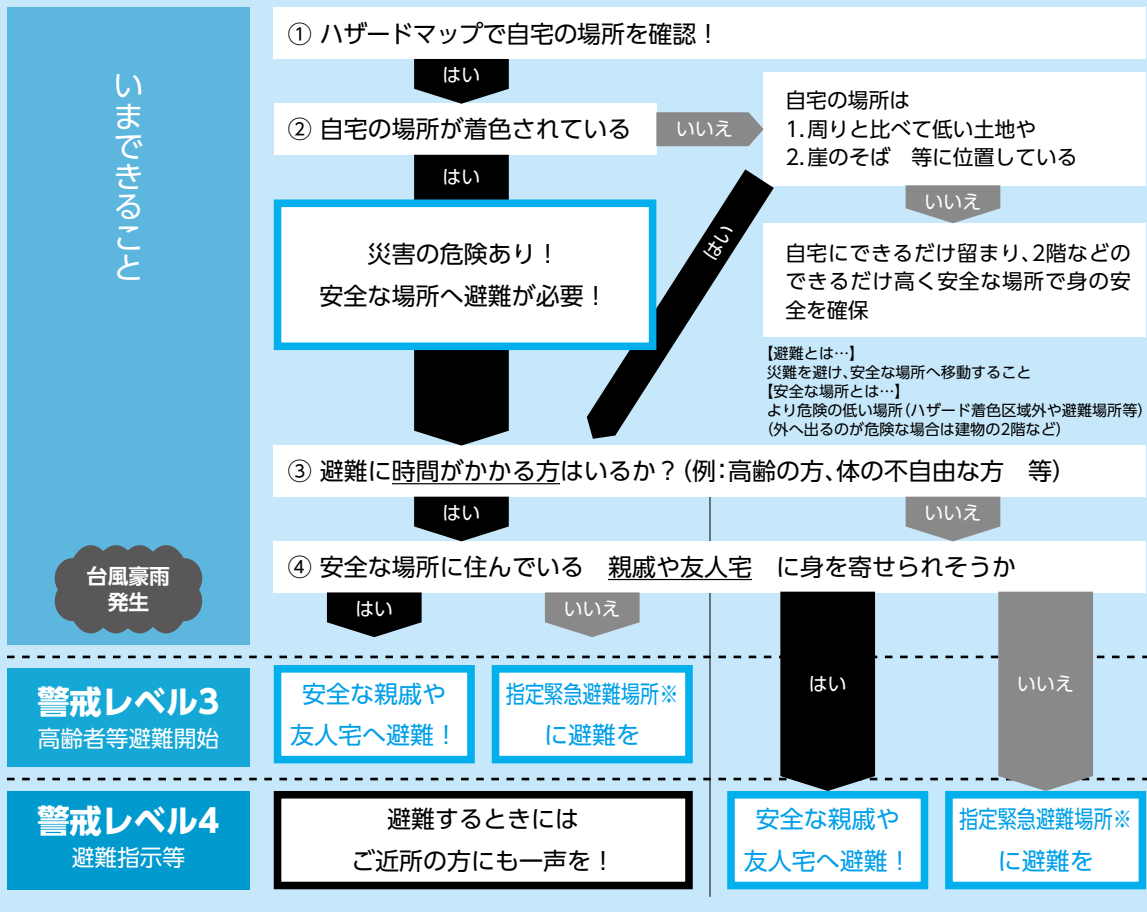 いまできること
① ハザードマップで自宅の場所を確認！
はい
② 自宅の場所が着色されている
いいえ
自宅の場所は
1.周りと比べて低い土地や
2.崖のそば　等に位置している
はい
はい
いいえ
災害の危険あり！
安全な場所へ避難が必要！
自宅にできるだけ留まり、2階などの
できるだけ高く安全な場所で身の安
全を確保
【避難とは…】
災難を避け、安全な場所へ移動すること
【安全な場所とは…】
より危険の低い場所（ハザード着色区域外や避難場所等）
（外へ出るのが危険な場合は建物の2階など）
③ 避難に時間がかかる方はいるか？（例：高齢の方、体の不自由な方　等）
はい
いいえ
④ 安全な場所に住んでいる　親戚や友人宅　に身を寄せられそうか
台風豪雨
発生
はい
いいえ
はい
いいえ
警戒レベル3
高齢者等避難開始
安全な親戚や
友人宅へ避難！
指定緊急避難場所※
に避難を
警戒レベル4
避難指示等
避難するときには
ご近所の方にも一声を！
安全な親戚や
友人宅へ避難！
指定緊急避難場所※
に避難を